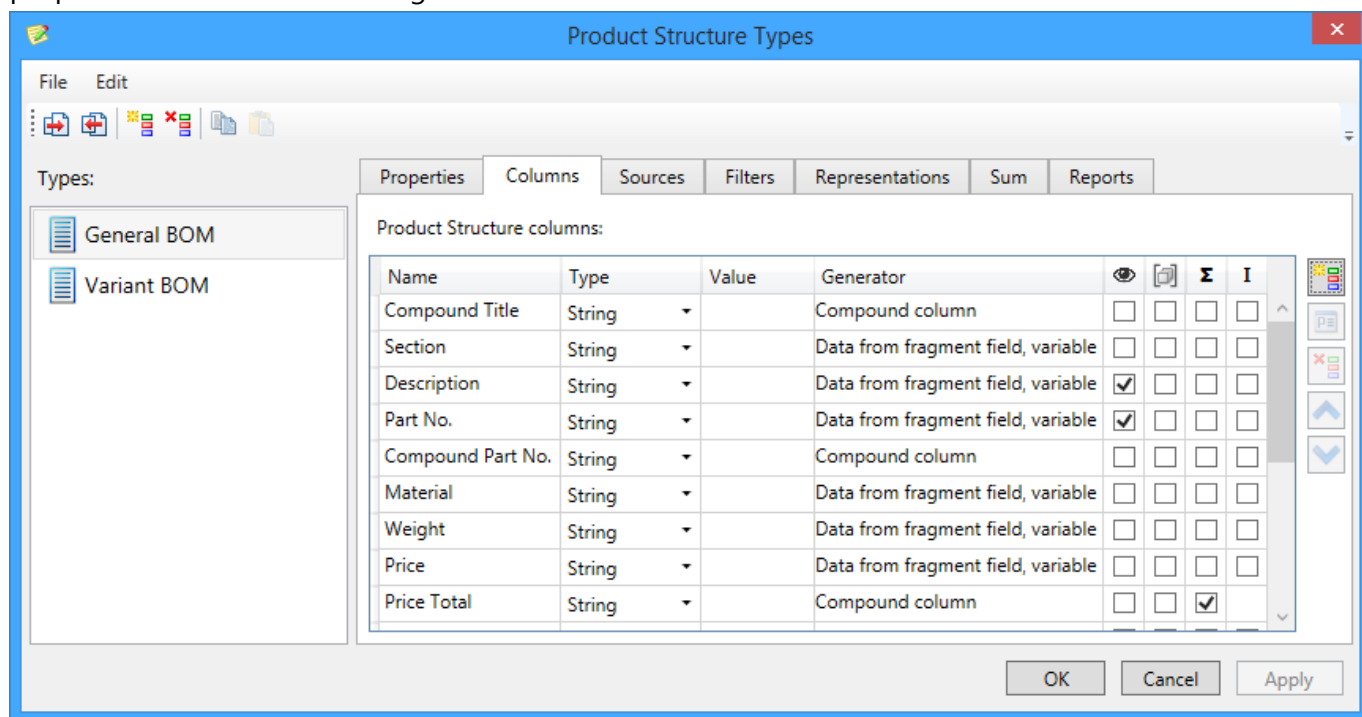 Product Structure Types
File Edit
Types:
Properties Columns Sources Filters Representations Sum Reports
General BOM
Variant BOM
Product Structure columns:
Name Type Value Generator Σ I
Compound Title String Compound column
Section String Data from fragment field, variable
Description String Data from fragment field, variable
Part No. String Data from fragment field, variable
Compound Part No. String Compound column
Material String Data from fragment field, variable
Weight String Data from fragment field, variable
Price String Data from fragment field, variable
Price Total String Compound column
OK Cancel Apply